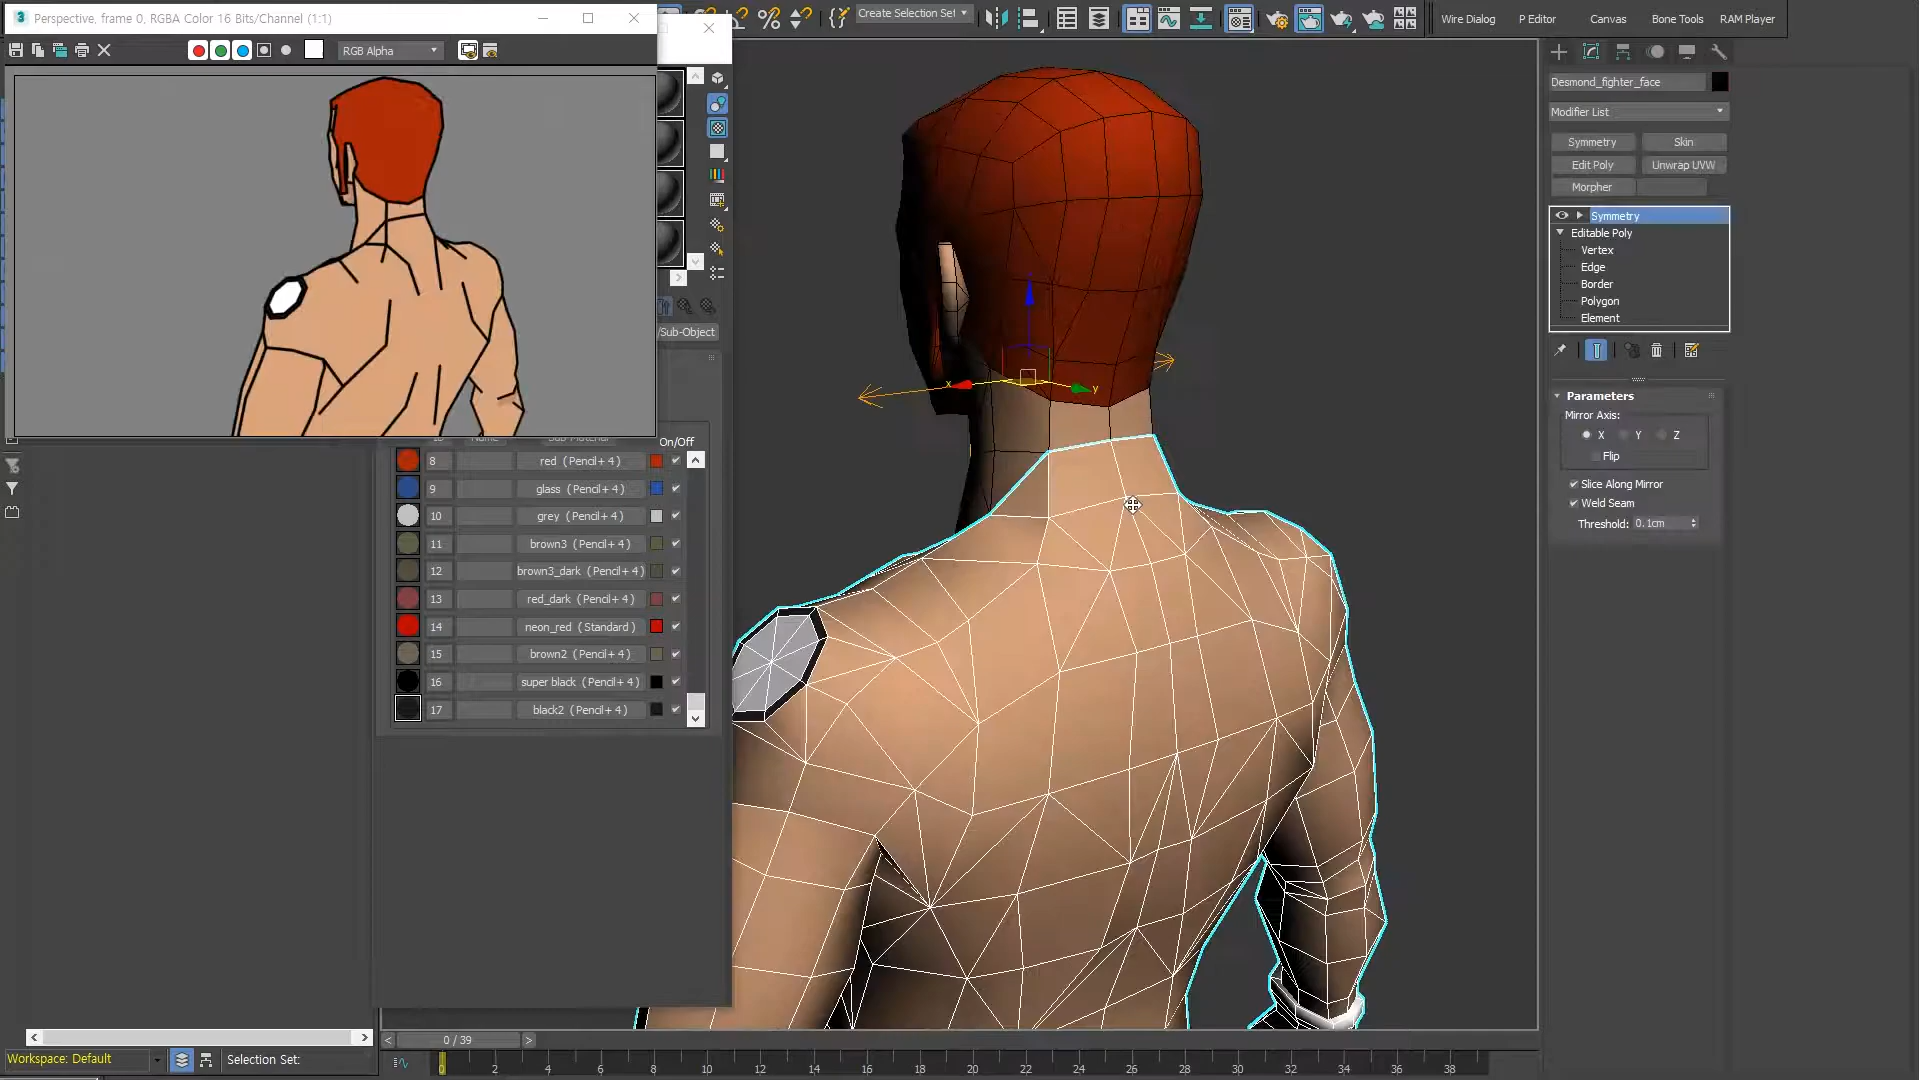 Perspective, frame 0, RGBA Color 16 Bits/Channel (1:1)
RGB Alpha
Create Selection Se
Wire Dialog
P Editor
Canvas
Bone Tools
RAM Player
Desmond_fighter_face
Modifier List
Symmetry
Skin
Edit Poly
Unwrap UVW
Morpher
Symmetry
Editable Poly
Vertex
Edge
Border
Polygon
Element
Parameters
Mirror Axis:
X
Y
Z
Flip
Slice Along Mirror
Weld Seam
Threshold: 0.1cm
/Sub-Object
On/Off
8 red (Pencil+ 4)
9 glass (Pencil+ 4)
10 grey (Pencil+ 4)
11 brown3 (Pencil+ 4)
12 brown3_dark (Pencil+ 4)
13 red_dark (Pencil+ 4)
14 neon_red (Standard)
15 brown2 (Pencil+ 4)
16 super black (Pencil+ 4)
17 black2 (Pencil+ 4)
x
y
0 / 39
Workspace: Default
Selection Set:
0 2 4 6 8 10 12 14 16 18 20 22 24 26 28 30 32 34 36 38